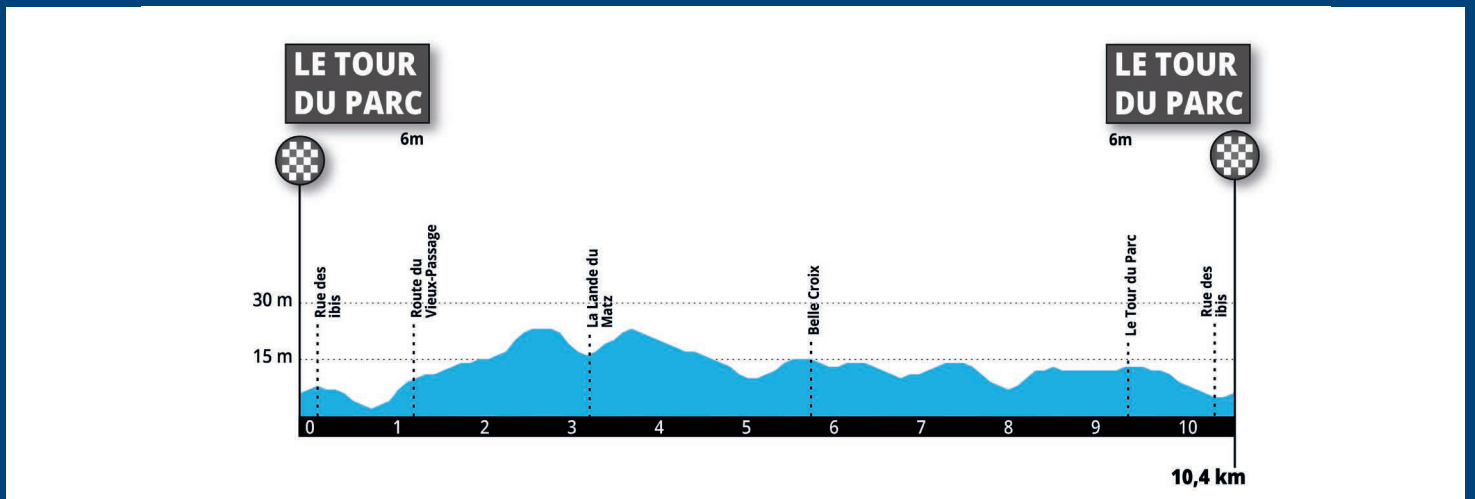 LE TOUR
DU PARC
6m
LE TOUR
DU PARC
6m
30 m
15 m
Rue des
ibis
Route du
Vieux-Passage
La Lande du
Matz
Belle Croix
Le Tour du Parc
Rue des
Ibis
0 1 2 3 4 5 6 7 8 9 10
10,4 km